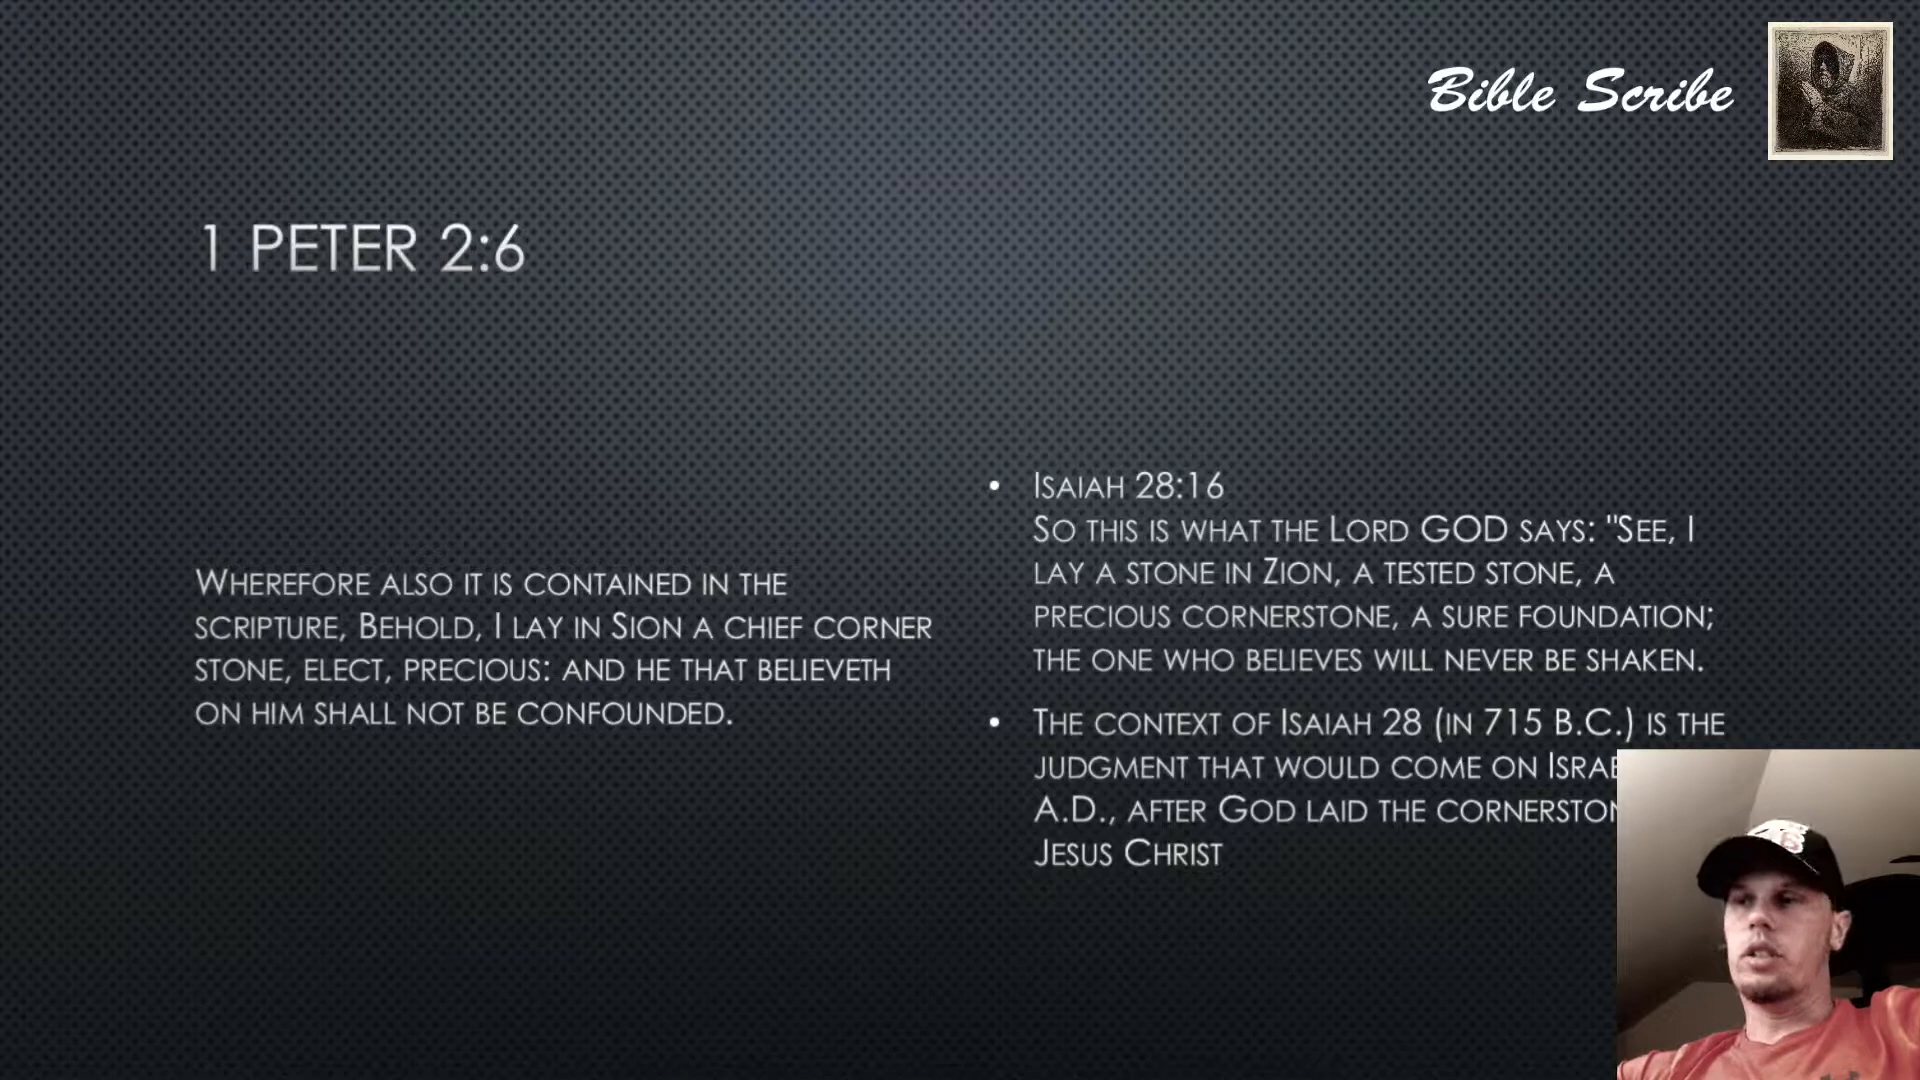 Bible Scribe
1 PETER 2:6
WHEREFORE ALSO IT IS CONTAINED IN THE
SCRIPTURE, BEHOLD, I LAY IN SION A CHIEF CORNER
STONE, ELECT, PRECIOUS: AND HE THAT BELIEVETH
ON HIM SHALL NOT BE CONFOUNDED.
• ISAIAH 28:16
SO THIS IS WHAT THE LORD GOD SAYS: "SEE, I
LAY A STONE IN ZION, A TESTED STONE, A
PRECIOUS CORNERSTONE, A SURE FOUNDATION;
THE ONE WHO BELIEVES WILL NEVER BE SHAKEN.
• THE CONTEXT OF ISAIAH 28 (IN 715 B.C.) IS THE
JUDGMENT THAT WOULD COME ON
A.D., AFTER GOD LAID THE
JESUS CHRIST